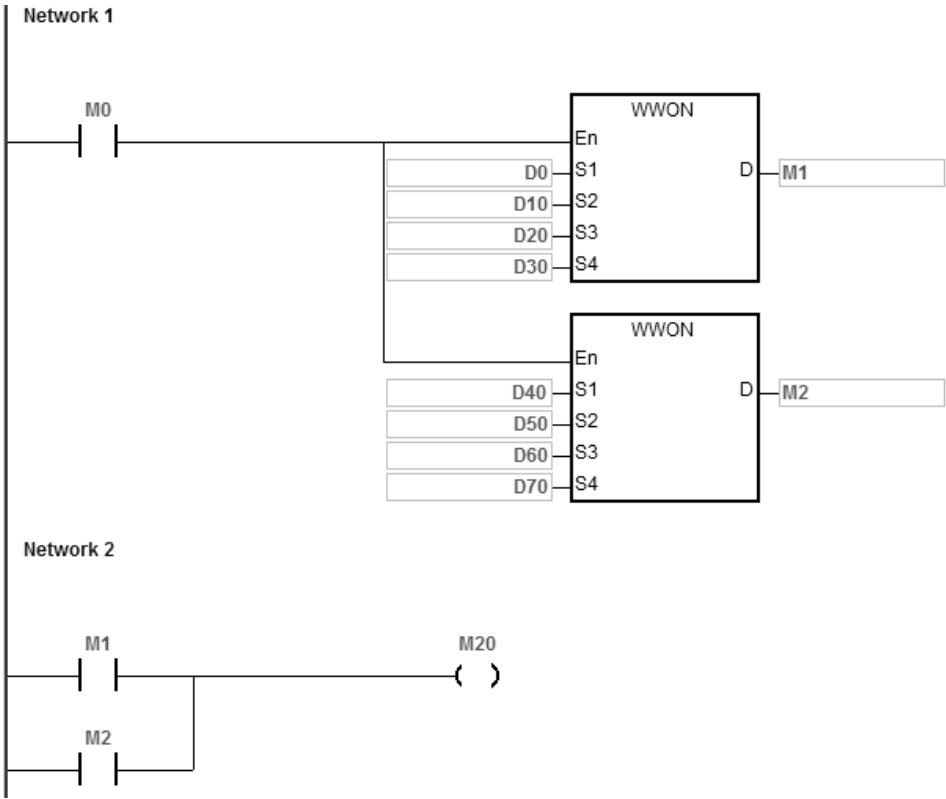 Network 1
M0
WWON
En
D0 S1 D M1
D10 S2
D20 S3
D30 S4
WWON
En
D40 S1 D M2
D50 S2
D60 S3
D70 S4
Network 2
M1 M20
M2